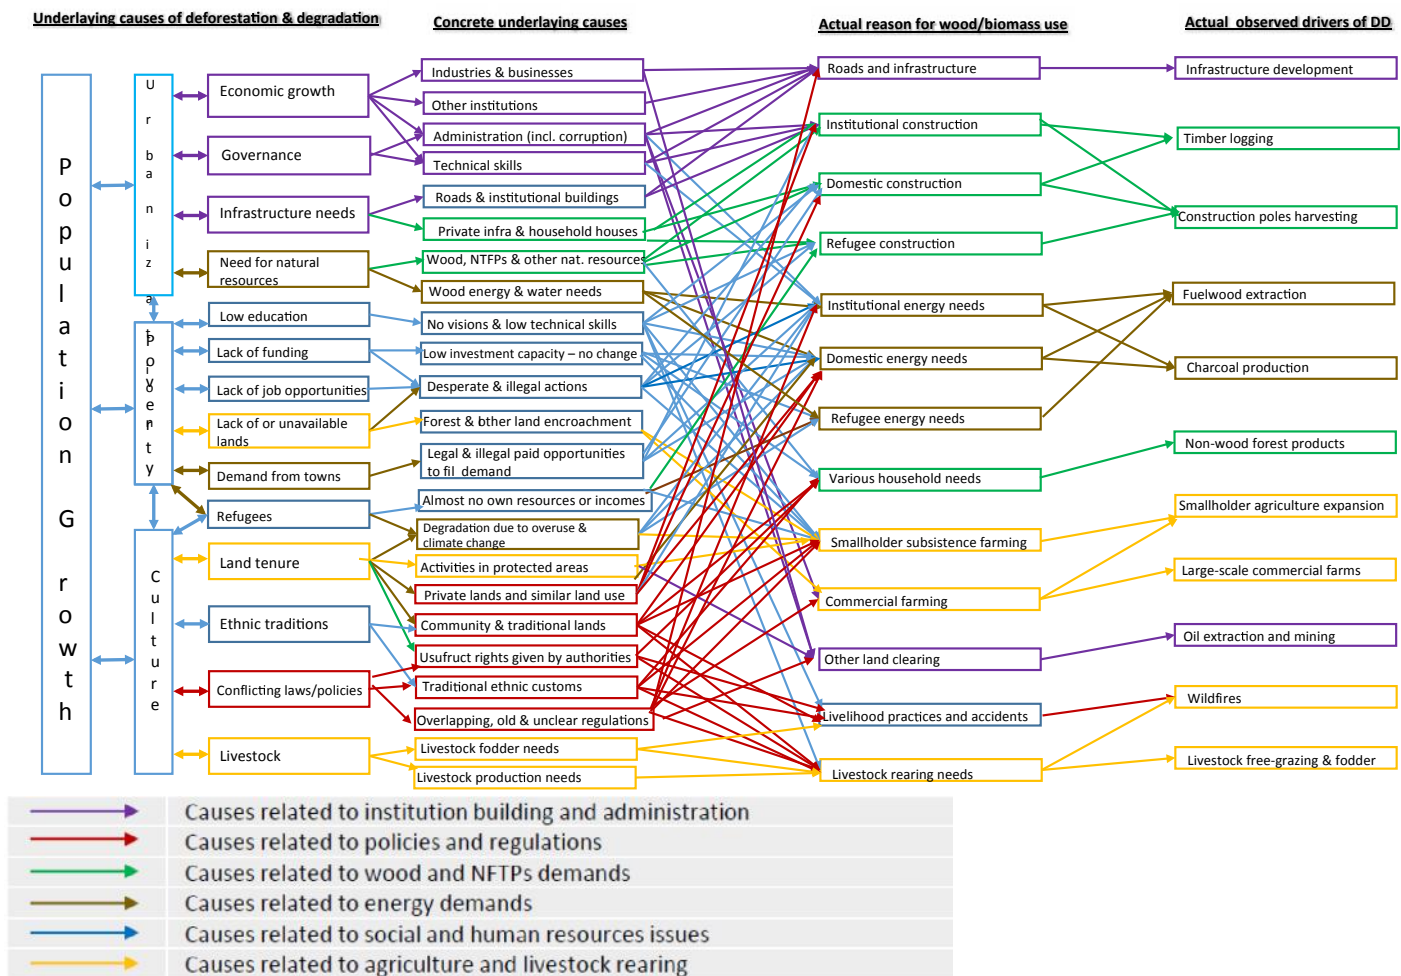 Underlaying causes of deforestation & degradation
Concrete underlaying causes
Actual reason for wood/biomass use
Actual observed drivers of DD
Population Growth
Urbanization
Poverty
Culture
Economic growth
Governance
Infrastructure needs
Need for natural
resources
Low education
Lack of funding
Lack of job opportunities
Lack of or unavailable
lands
Demand from towns
Refugees
Land tenure
Ethnic traditions
Conflicting laws/policies
Livestock
Industries & businesses
Other institutions
Administration (incl. corruption)
Technical skills
Roads & institutional buildings
Private infra & household houses
Wood, NTFPs & other nat. resources
Wood energy & water needs
No visions & low technical skills
Low investment capacity – no change
Desperate & illegal actions
Forest & other land encroachment
Legal & illegal paid opportunities
to fil demand
Almost no own resources or incomes
Degradation due to overuse &
climate change
Activities in protected areas
Private lands and similar land use
Community & traditional lands
Usufruct rights given by authorities
Traditional ethnic customs
Overlapping, old & unclear regulations
Livestock fodder needs
Livestock production needs
Roads and infrastructure
Institutional construction
Domestic construction
Refugee construction
Institutional energy needs
Domestic energy needs
Refugee energy needs
Various household needs
Smallholder subsistence farming
Commercial farming
Other land clearing
Livelihood practices and accidents
Livestock rearing needs
Infrastructure development
Timber logging
Construction poles harvesting
Fuelwood extraction
Charcoal production
Non-wood forest products
Smallholder agriculture expansion
Large-scale commercial farms
Oil extraction and mining
Wildfires
Livestock free-grazing & fodder
Causes related to institution building and administration
Causes related to policies and regulations
Causes related to wood and NFTPs demands
Causes related to energy demands
Causes related to social and human resources issues
Causes related to agriculture and livestock rearing